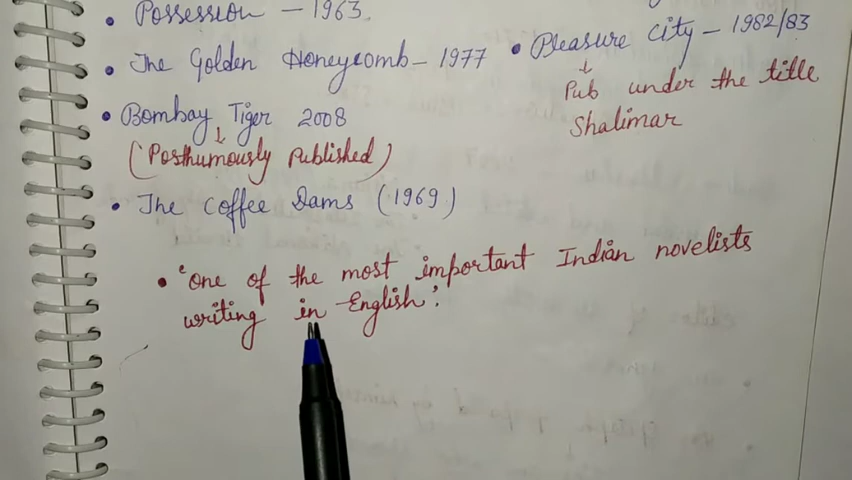 • Possession – 1963.
• The Golden Honeycomb – 1977
• Bombay Tiger 2008
↓
(Posthumously Published)
• The Coffee Dams (1969)
• Pleasure City – 1982/83
↓
Pub under the title
Shalimar
• 'One of the most important Indian novelists
writing in English'.